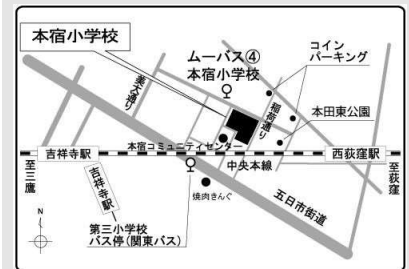 本宿小学校
ムーバス④
本宿小学校
コイン
パーキング
美大通り
稲荷通り
本田東公園
本宿コミュニティセンター
吉祥寺駅
西荻窪駅
中央本線
至三鷹
至荻窪
吉祥寺駅
焼肉きんぐ
五日市街道
第三小学校
バス停（関東バス）
N